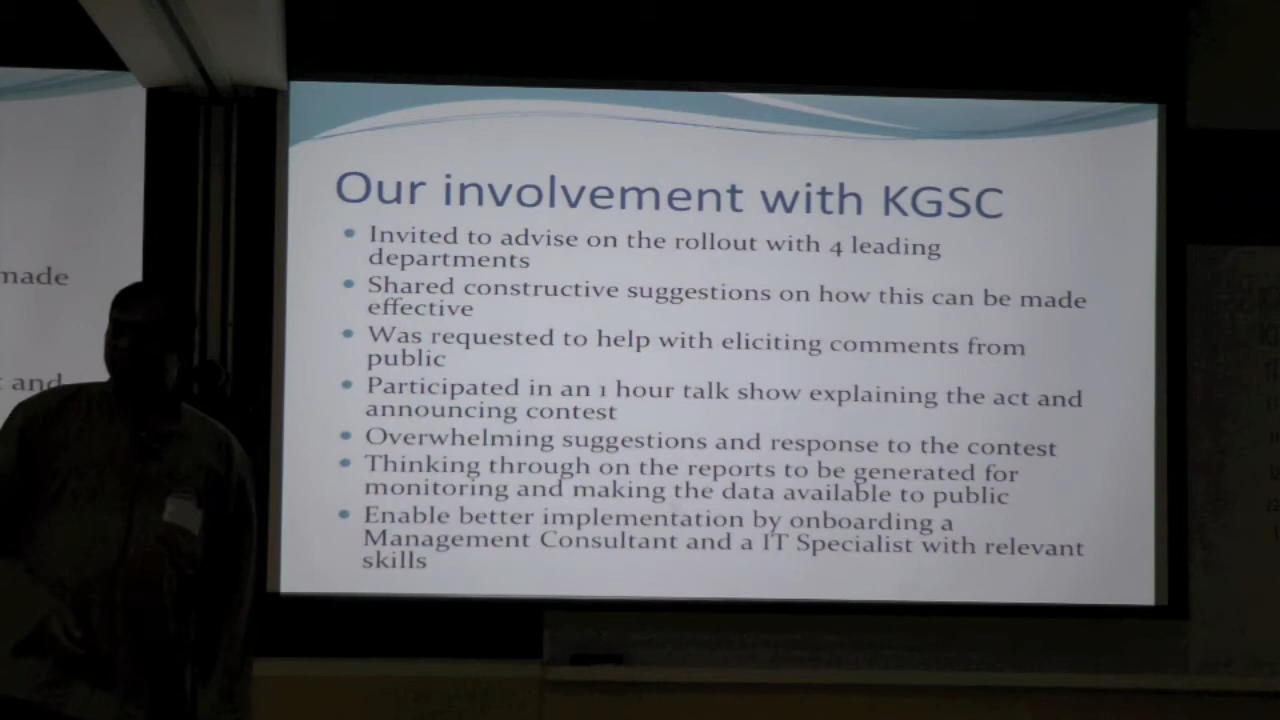 made
and
Our involvement with KGSC
Invited to advise on the rollout with 4 leading
departments
Shared constructive suggestions on how this can be made
effective
Was requested to help with eliciting comments from
public
Participated in an 1 hour talk show explaining the act and
announcing contest
Overwhelming suggestions and response to the contest
Thinking through on the reports to be generated for
monitoring and making the data available to public
Enable better implementation by onboarding a
Management Consultant and a IT Specialist with relevant
skills